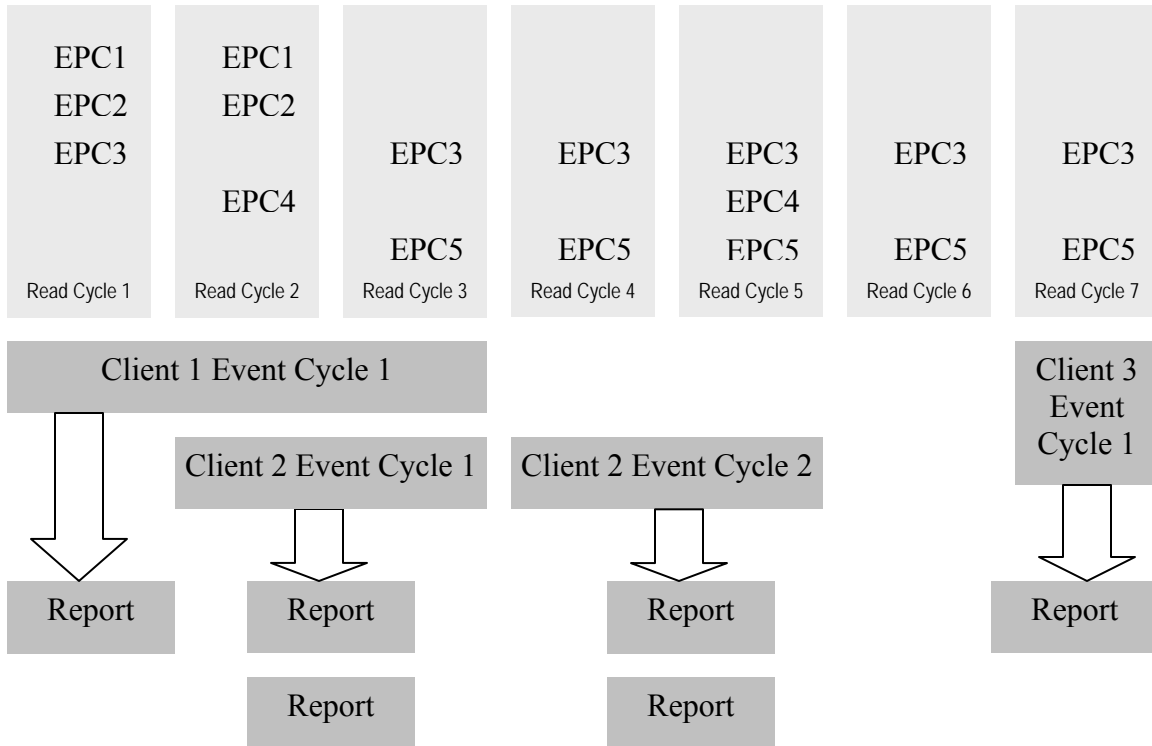 EPC1
EPC2
EPC3
Read Cycle 1
EPC1
EPC2
EPC4
Read Cycle 2
EPC3
EPC5
Read Cycle 3
EPC3
EPC5
Read Cycle 4
EPC3
EPC4
EPC5
Read Cycle 5
EPC3
EPC5
Read Cycle 6
EPC3
EPC5
Read Cycle 7
Client 1 Event Cycle 1
Client 2 Event Cycle 1
Client 2 Event Cycle 2
Client 3
Event
Cycle 1
Report
Report
Report
Report
Report
Report